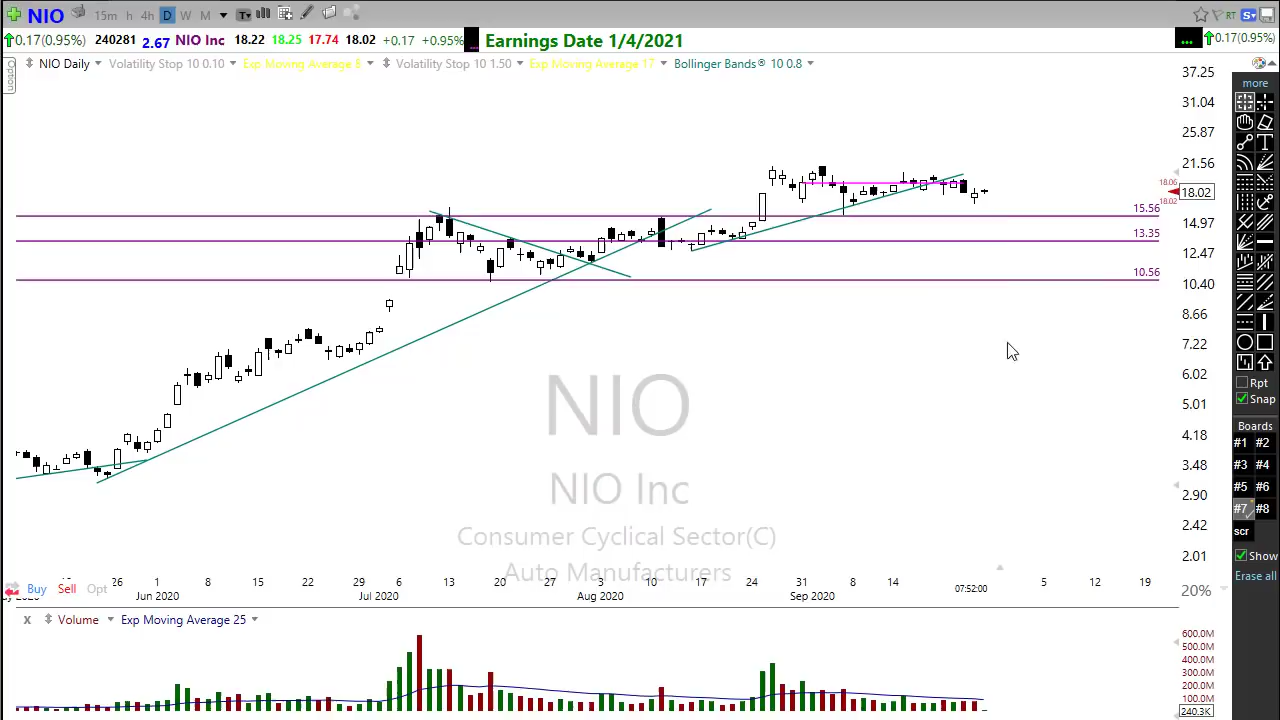 NIO 15m h 4h D W M T RT S
0.17(0.95%) 240281 2.67 NIO Inc 18.22 18.25 17.74 18.02 +0.17 +0.95% ... Earnings Date 1/4/2021 ... 0.17(0.95%)
Option
NIO Daily Volatility Stop 10 0.10 Exp Moving Average 8 Volatility Stop 10 1.50 Exp Moving Average 17 Bollinger Bands® 10 0.8
37.25
31.04
25.87
21.56
18.06
18.02
18.02
15.56
14.97
13.35
12.47
10.56
10.40
8.66
7.22
6.02
5.01
4.18
3.48
2.90
2.42
2.01
20%
NIO
NIO Inc
Consumer Cyclical Sector(C)
Auto Manufacturers
26 1 8 15 22 29 6 13 20 27 3 10 17 24 31 8 14 5 12 19
Buy Sell Opt
Jun 2020 Jul 2020 Aug 2020 Sep 2020 07:52:00
x Volume Exp Moving Average 25
600.0M
500.0M
400.0M
300.0M
200.0M
100.0M
240.3K
more
T
Rpt
Snap
Boards
#1 #2
#3 #4
#5 #6
#7 #8
scr
Show
Erase all